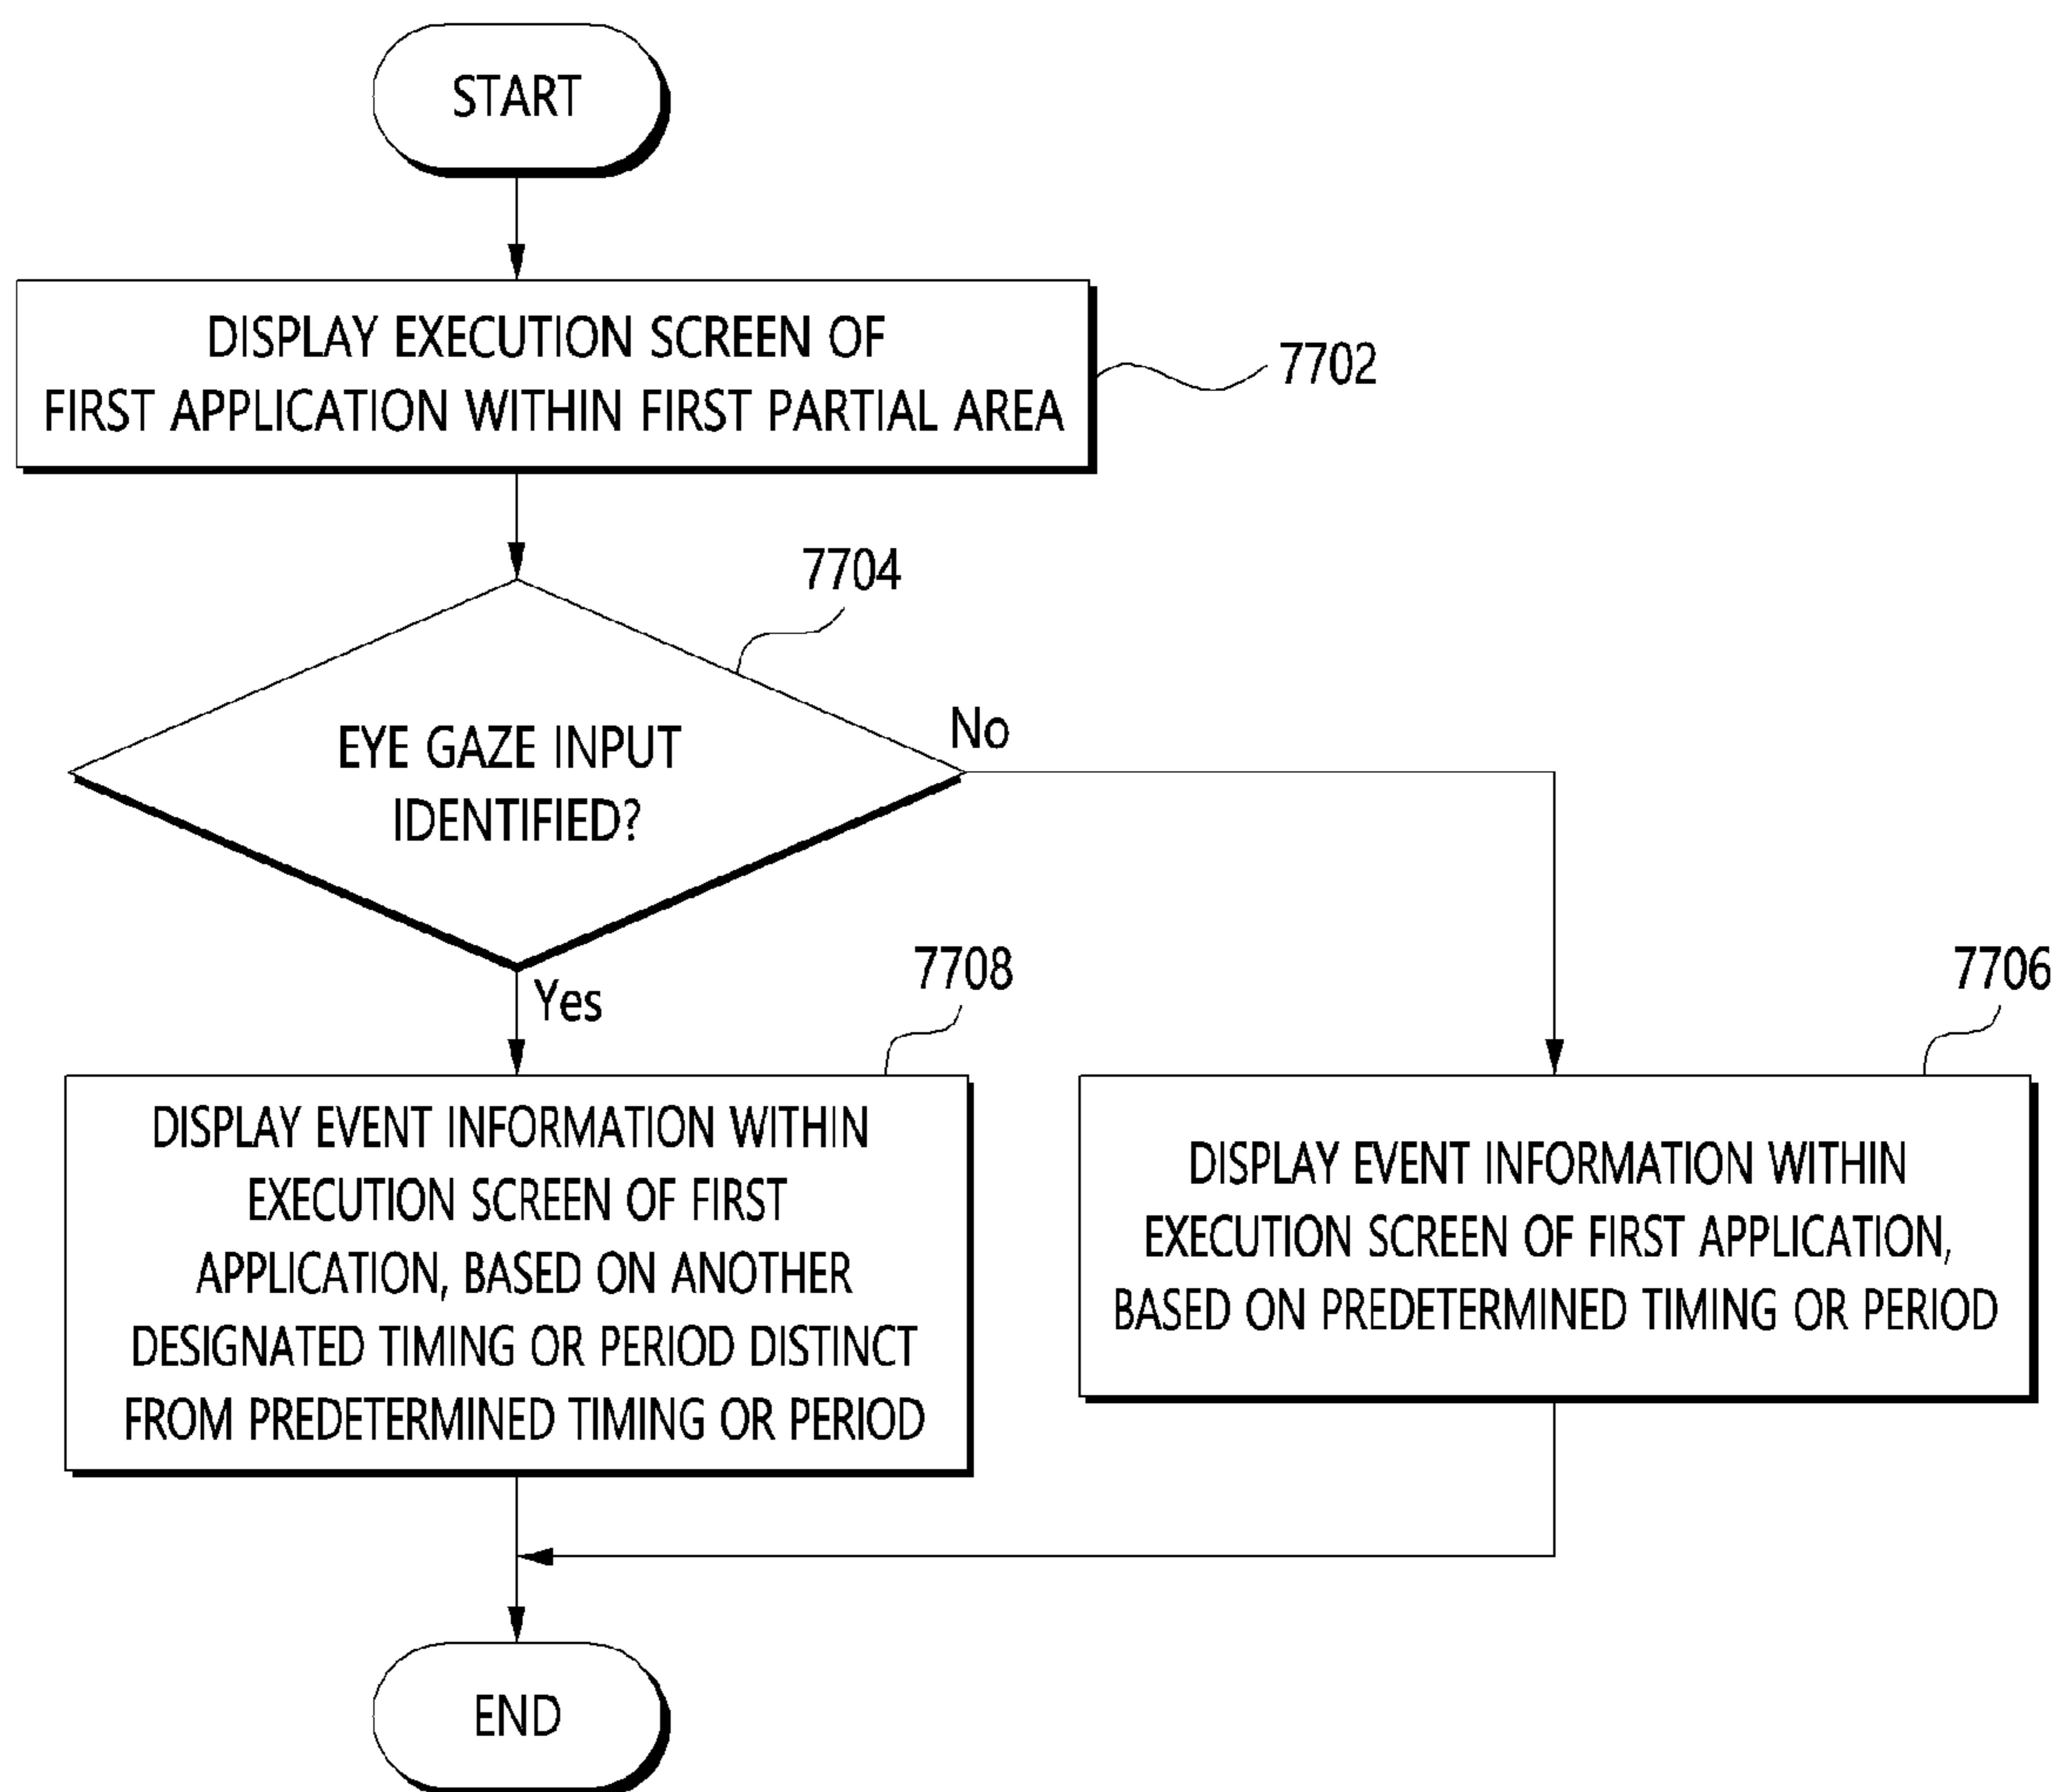 START
DISPLAY EXECUTION SCREEN OF
FIRST APPLICATION WITHIN FIRST PARTIAL AREA
7702
7704
EYE GAZE INPUT
IDENTIFIED?
No
Yes
7708
DISPLAY EVENT INFORMATION WITHIN
EXECUTION SCREEN OF FIRST
APPLICATION, BASED ON ANOTHER
DESIGNATED TIMING OR PERIOD DISTINCT
FROM PREDETERMINED TIMING OR PERIOD
7706
DISPLAY EVENT INFORMATION WITHIN
EXECUTION SCREEN OF FIRST APPLICATION,
BASED ON PREDETERMINED TIMING OR PERIOD
END